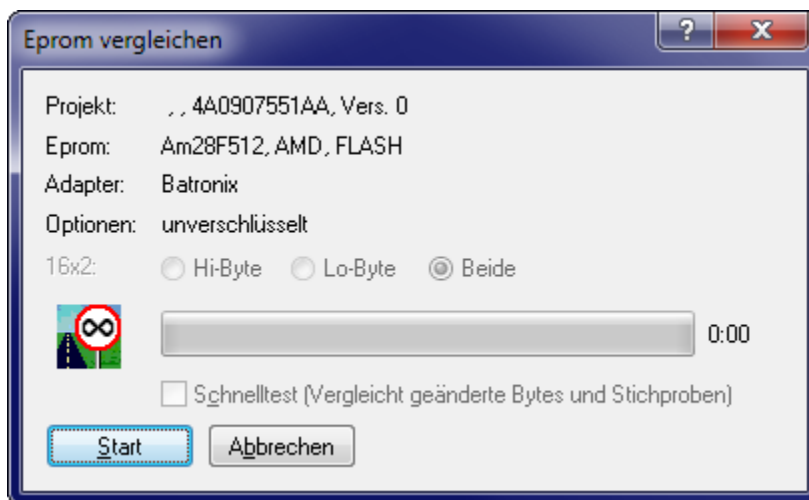 Eprom vergleichen
Projekt: , , 4A0907551AA, Vers. 0
Eprom: Am28F512, AMD, FLASH
Adapter: Batronix
Optionen: unverschlüsselt
16x2: Hi-Byte Lo-Byte Beide
0:00
Schnelltest (Vergleicht geänderte Bytes und Stichproben)
Start Abbrechen